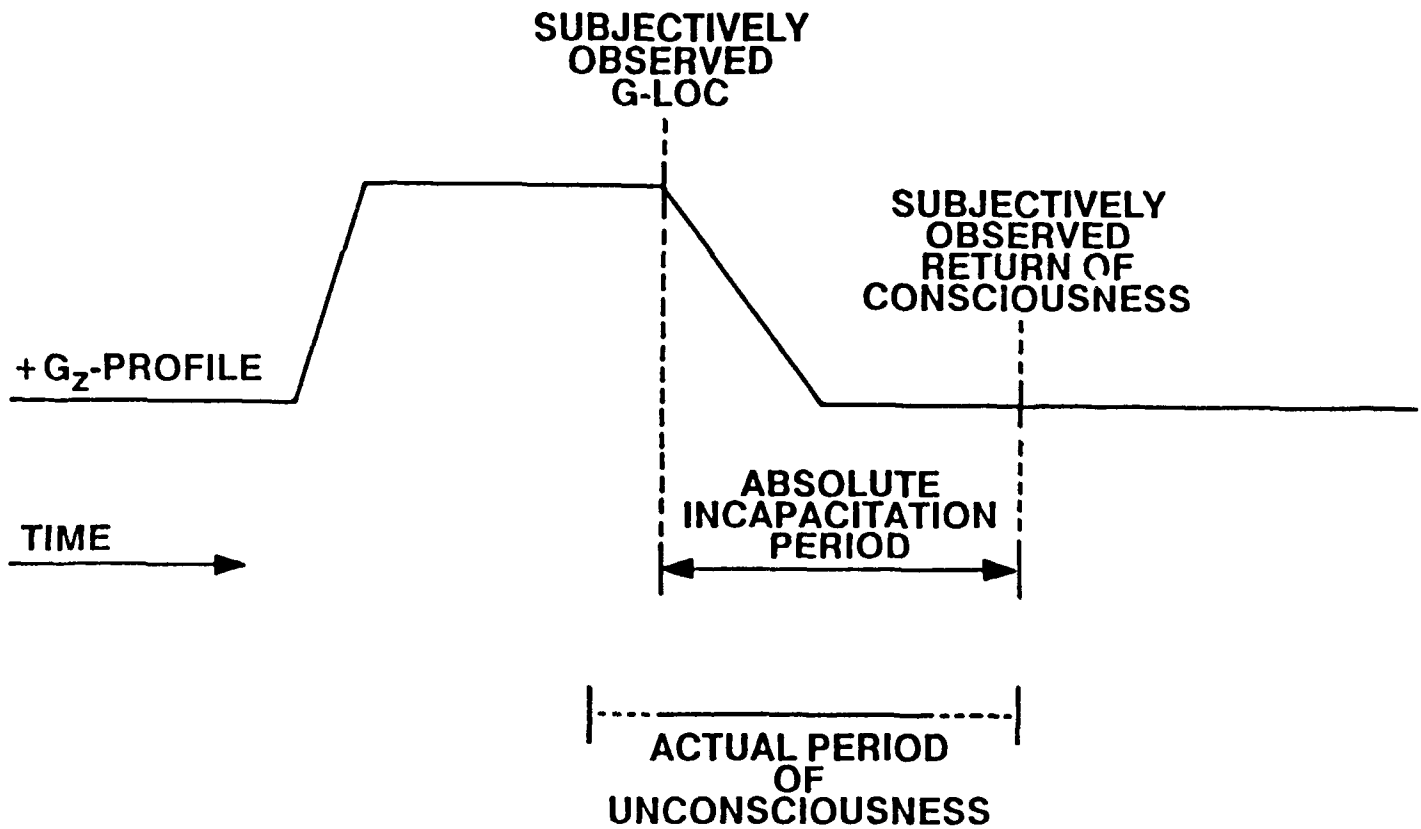 SUBJECTIVELY
OBSERVED
G-LOC
SUBJECTIVELY
OBSERVED
RETURN OF
CONSCIOUSNESS
+Gz-PROFILE
ABSOLUTE
INCAPACITATION
PERIOD
TIME
ACTUAL PERIOD
OF
UNCONSCIOUSNESS